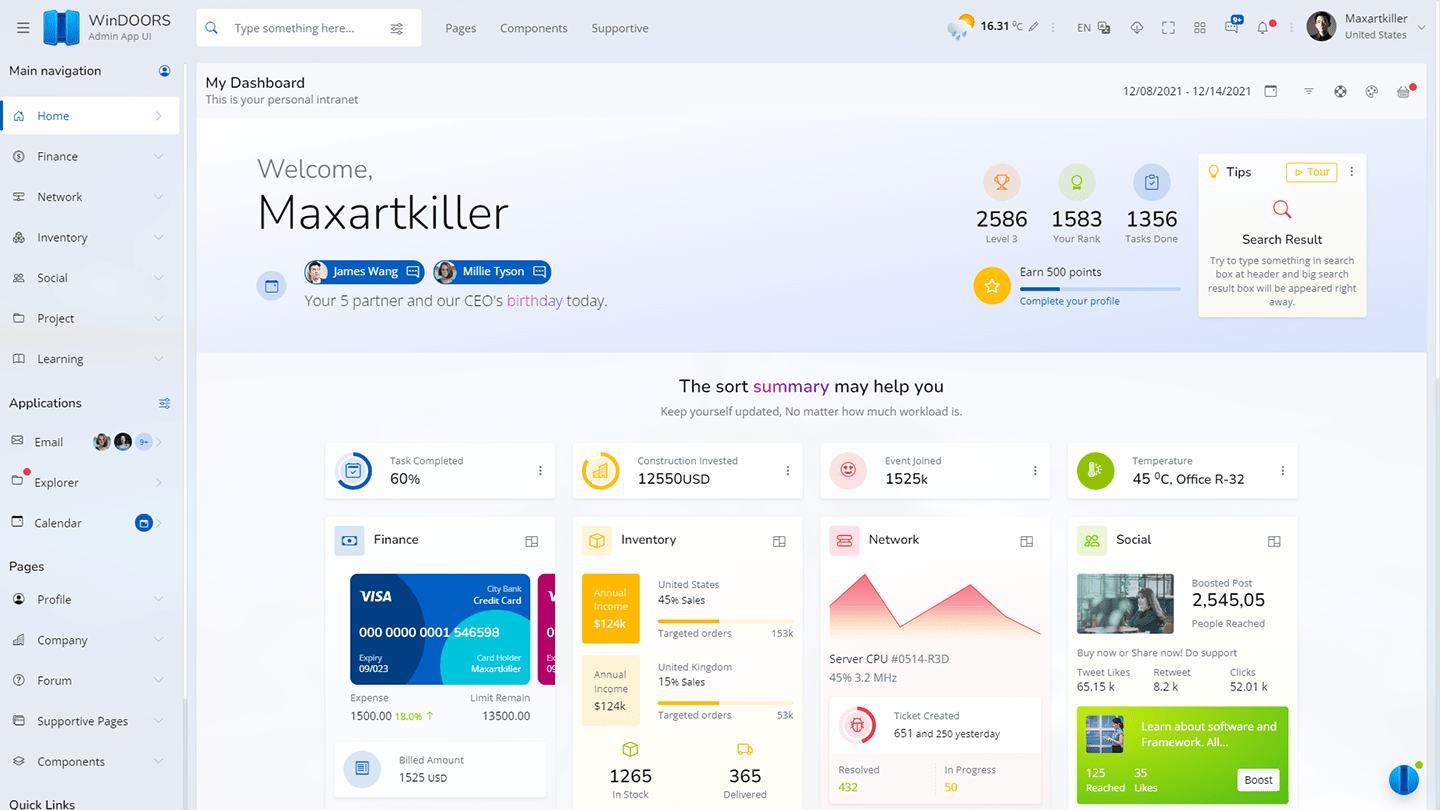 WinDOORS
Admin App UI
Type something here...
Pages
Components
Supportive
16.31 ⁰C
EN
9+
Maxartkiller
United States
Main navigation
Home
Finance
Network
Inventory
Social
Project
Learning
Applications
Email
9+
Explorer
Calendar
Pages
Profile
Company
Forum
Supportive Pages
Components
Quick Links
My Dashboard
This is your personal intranet
12/08/2021 - 12/14/2021
Welcome,
Maxartkiller
James Wang
Millie Tyson
Your 5 partner and our CEO's birthday today.
2586
Level 3
1583
Your Rank
1356
Tasks Done
Earn 500 points
Complete your profile
Tips
Tour
Search Result
Try to type something in search
box at header and big search
result box will be appeared right
away.
The sort summary may help you
Keep yourself updated, No matter how much workload is.
Task Completed
60%
Construction Invested
12550USD
Event Joined
1525k
Temperature
45 ⁰C, Office R-32
Finance
VISA
City Bank
Credit Card
000 0000 0001 546598
Expiry
09/023
Card Holder
Maxartkiller
Expense
1500.00 18.0% ↑
Limit Remain
13500.00
Billed Amount
1525 USD
Inventory
Annual
Income
$124k
United States
45% Sales
Targeted orders 153k
Annual
Income
$124k
United Kingdom
15% Sales
Targeted orders 53k
1265
In Stock
365
Delivered
Network
Server CPU #0514-R3D
45% 3.2 MHz
Ticket Created
651 and 250 yesterday
Resolved
432
In Progress
50
Social
Boosted Post
2,545,05
People Reached
Buy now or Share now! Do support
Tweet Likes
65.15 k
Retweet
8.2 k
Clicks
52.01 k
Learn about software and
Framework. All...
125
Reached
35
Likes
Boost